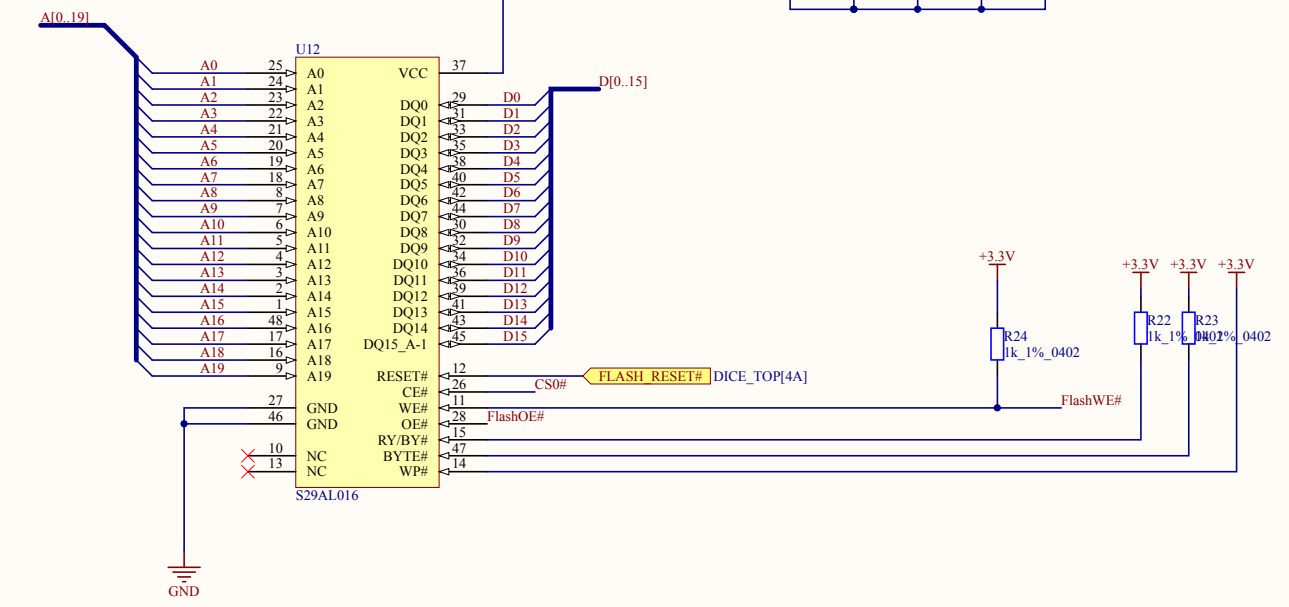 A[0..19]
U12
A0 25 A0 VCC 37
A1 24 A1
A2 23 A2 DQ0 29 D0
A3 22 A3 DQ1 31 D1
A4 21 A4 DQ2 33 D2
A5 20 A5 DQ3 35 D3
A6 19 A6 DQ4 38 D4
A7 18 A7 DQ5 40 D5
A8 8 A8 DQ6 42 D6
A9 7 A9 DQ7 44 D7
A10 6 A10 DQ8 30 D8
A11 5 A11 DQ9 32 D9
A12 4 A12 DQ10 34 D10
A13 3 A13 DQ11 36 D11
A14 2 A14 DQ12 39 D12
A15 1 A15 DQ13 41 D13
A16 48 A16 DQ14 43 D14
A17 17 A17 DQ15_A-1 45 D15
A18 16 A18
A19 9 A19 RESET# 12 FLASH_RESET# DICE_TOP[4A]
CE# 26 CS0#
27 GND WE# 11 FlashWE#
46 GND OE# 28 FlashOE#
RY/BY# 15
10 NC BYTE# 47
13 NC WP# 14
S29AL016
GND
D[0..15]
+3.3V
R24
1k_1%_0402
+3.3V +3.3V +3.3V
R22 R23
1k_1%_0402 1k_1%_0402